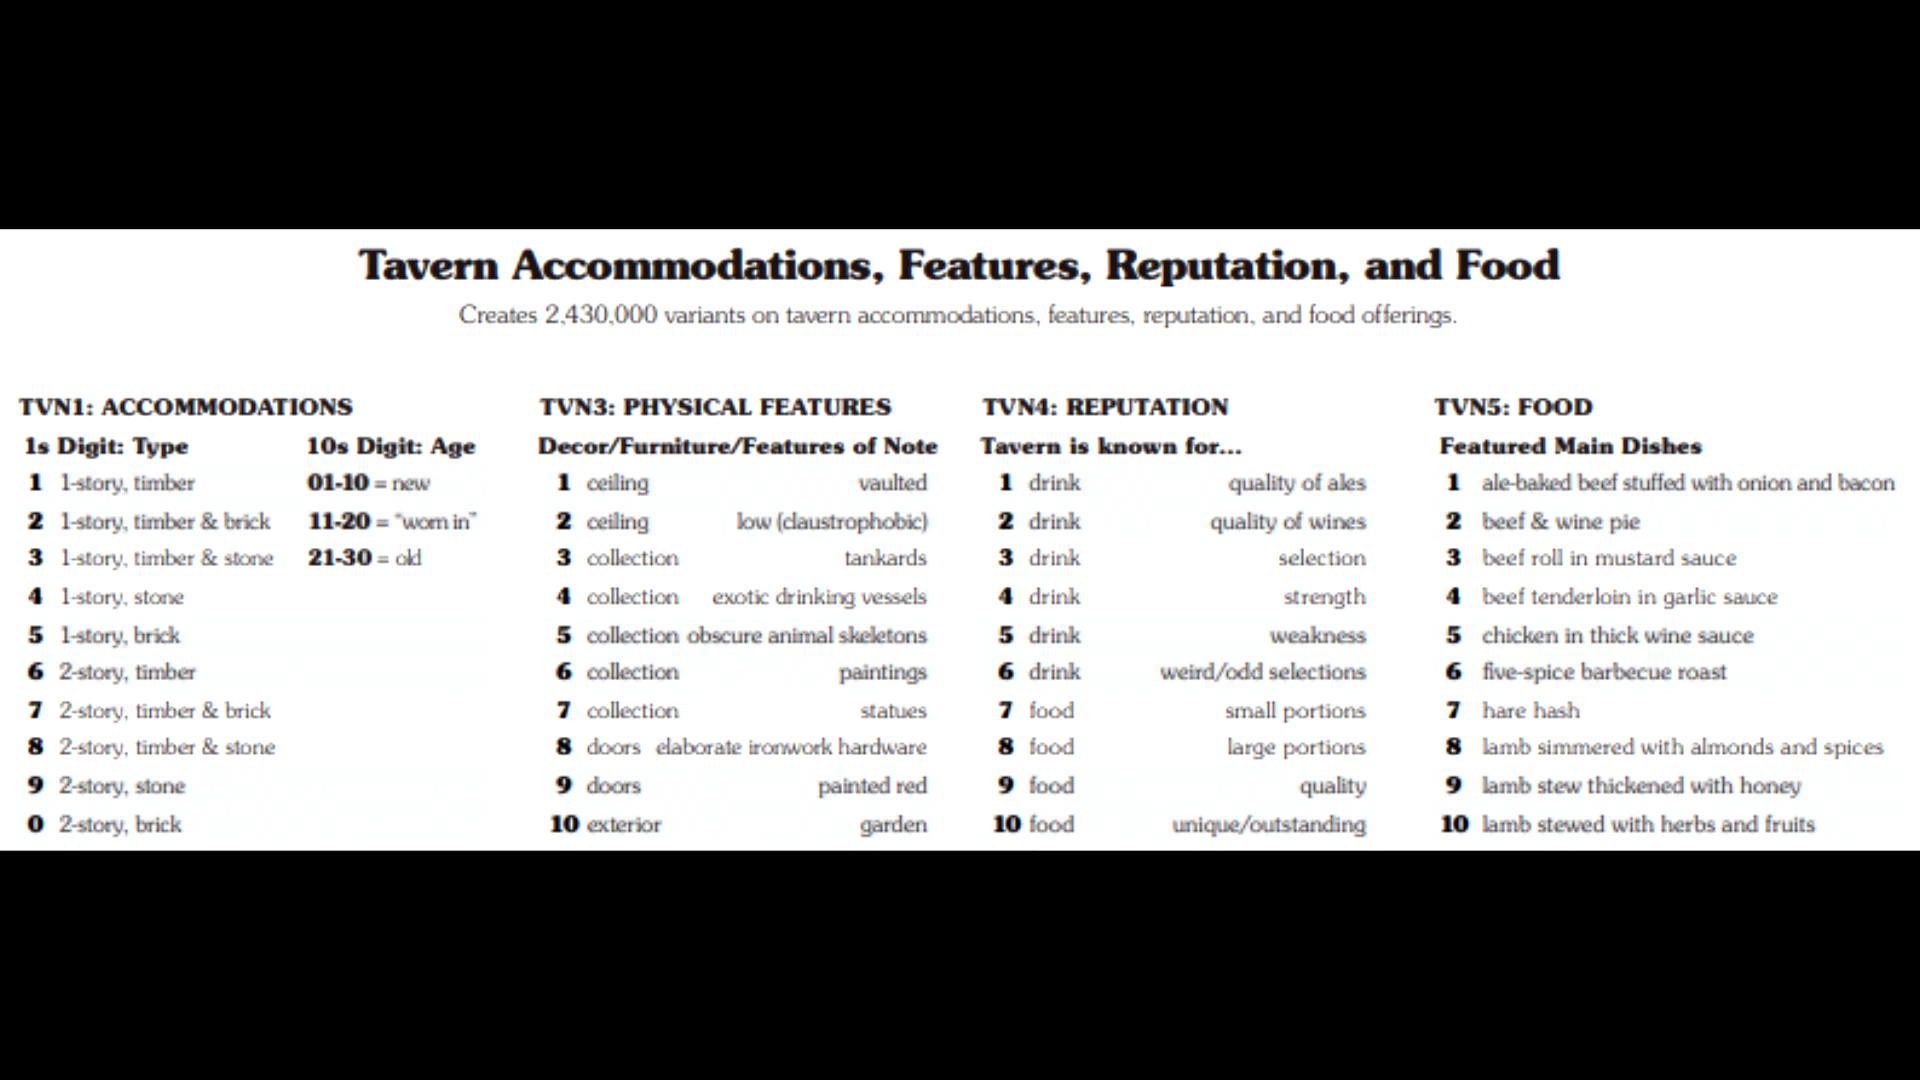 Tavern Accommodations, Features, Reputation, and Food
Creates 2,430,000 variants on tavern accommodations, features, reputation, and food offerings.
TVN1: ACCOMMODATIONS
1s Digit: Type 10s Digit: Age
1 1-story, timber 01-10 = new
2 1-story, timber & brick 11-20 = "worn in"
3 1-story, timber & stone 21-30 = old
4 1-story, stone
5 1-story, brick
6 2-story, timber
7 2-story, timber & brick
8 2-story, timber & stone
9 2-story, stone
0 2-story, brick
TVN3: PHYSICAL FEATURES
Decor/Furniture/Features of Note
1 ceiling vaulted
2 ceiling low (claustrophobic)
3 collection tankards
4 collection exotic drinking vessels
5 collection obscure animal skeletons
6 collection paintings
7 collection statues
8 doors elaborate ironwork hardware
9 doors painted red
10 exterior garden
TVN4: REPUTATION
Tavern is known for...
1 drink quality of ales
2 drink quality of wines
3 drink selection
4 drink strength
5 drink weakness
6 drink weird/odd selections
7 food small portions
8 food large portions
9 food quality
10 food unique/outstanding
TVN5: FOOD
Featured Main Dishes
1 ale-baked beef stuffed with onion and bacon
2 beef & wine pie
3 beef roll in mustard sauce
4 beef tenderloin in garlic sauce
5 chicken in thick wine sauce
6 five-spice barbecue roast
7 hare hash
8 lamb simmered with almonds and spices
9 lamb stew thickened with honey
10 lamb stewed with herbs and fruits